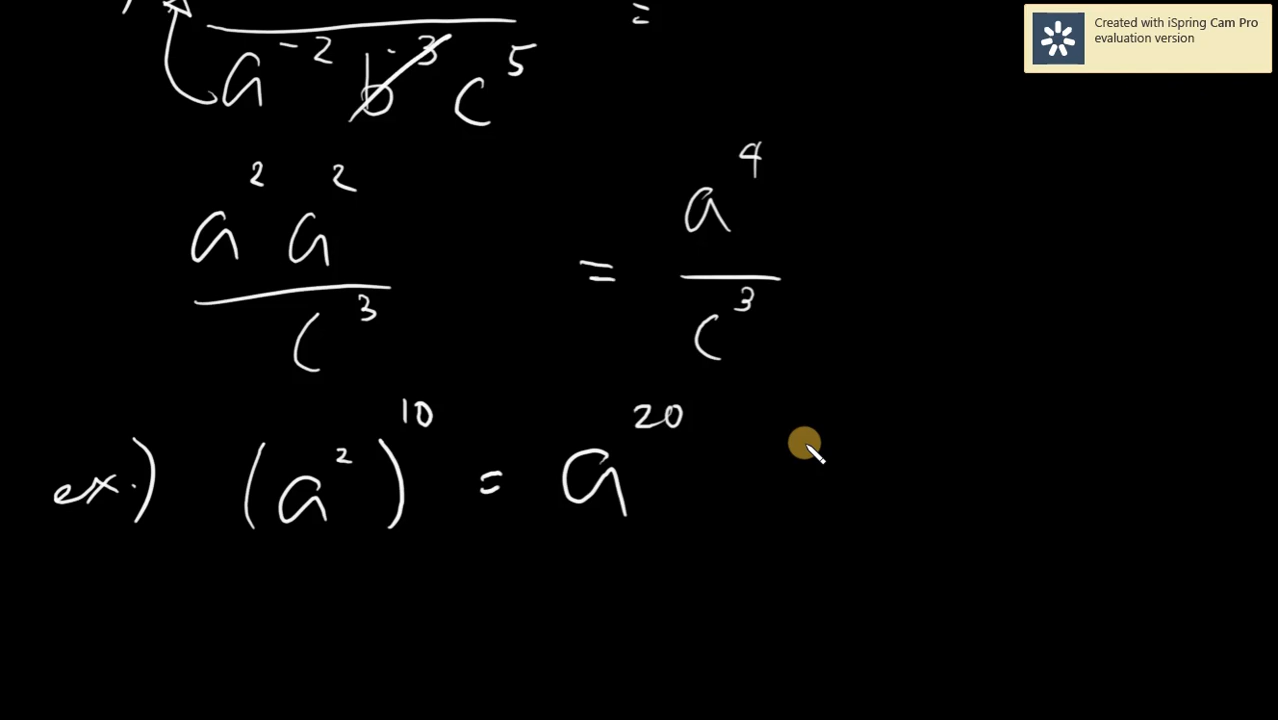 Created with iSpring Cam Pro
evaluation version
=
a⁻² b⁻³ c⁵
a² a² / c³ = a⁴ / c³
ex.) (a²)¹⁰ = a²⁰